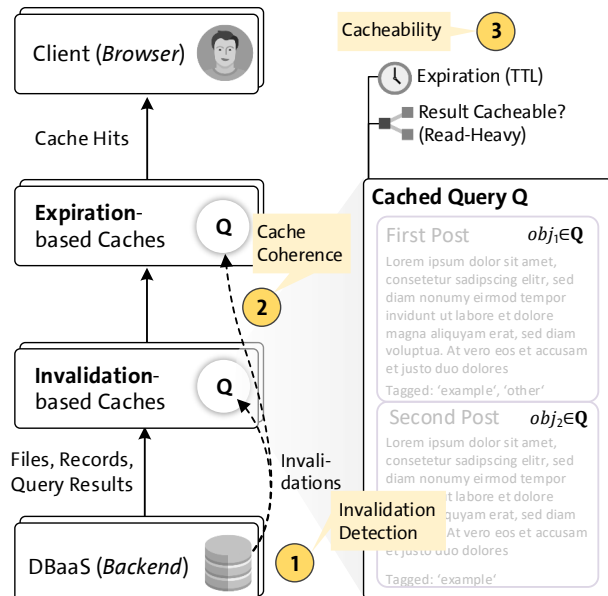 Cacheability
3
Client (Browser)
Expiration (TTL)
Result Cacheable?
(Read-Heavy)
Cache Hits
Expiration-
based Caches
Q
Cache
Coherence
2
Cached Query Q
First Post
obj₁∈Q
Lorem ipsum dolor sit amet,
consetetur sadipscing elitr, sed
diam nonumy eirmod tempor
invidunt ut labore et dolore
magna aliquyam erat, sed diam
voluptua. At vero eos et accusam
et justo duo dolores
Tagged: ‘example’, ‘other’
Invalidation-
based Caches
Q
Second Post
obj₂∈Q
Lorem ipsum dolor sit amet,
consetetur sadipscing elitr, sed
diam nonumy eirmod tempor
ut labore et dolore
quyam erat, sed diam
At vero eos et accusam
et justo duo dolores
Tagged: ‘example’
Files, Records,
Query Results
Invali-
dations
1
Invalidation
Detection
DBaaS (Backend)